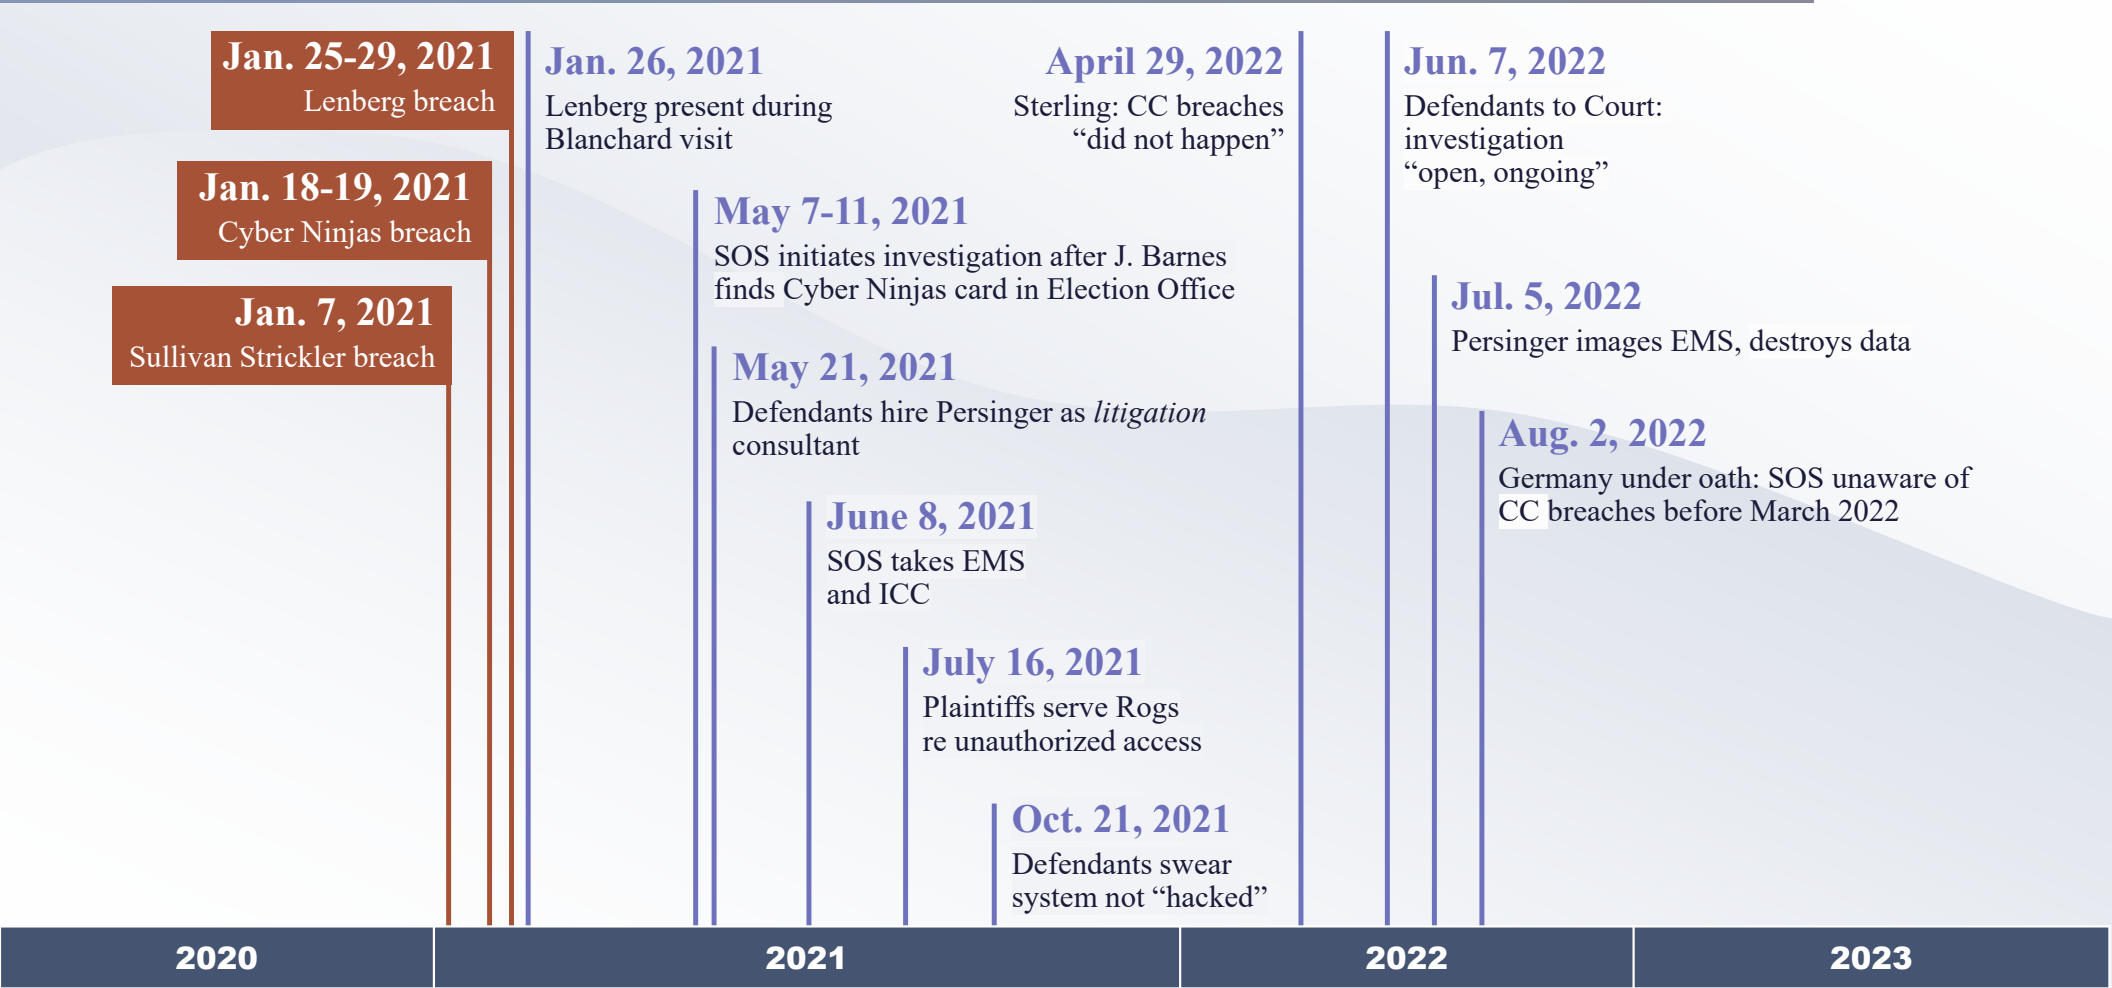 Jan. 25-29, 2021
Lenberg breach
Jan. 18-19, 2021
Cyber Ninjas breach
Jan. 7, 2021
Sullivan Strickler breach
Jan. 26, 2021
Lenberg present during
Blanchard visit
May 7-11, 2021
SOS initiates investigation after J. Barnes
finds Cyber Ninjas card in Election Office
May 21, 2021
Defendants hire Persinger as litigation
consultant
June 8, 2021
SOS takes EMS
and ICC
July 16, 2021
Plaintiffs serve Rogs
re unauthorized access
Oct. 21, 2021
Defendants swear
system not “hacked”
April 29, 2022
Sterling: CC breaches
“did not happen”
Jun. 7, 2022
Defendants to Court:
investigation
“open, ongoing”
Jul. 5, 2022
Persinger images EMS, destroys data
Aug. 2, 2022
Germany under oath: SOS unaware of
CC breaches before March 2022
2020
2021
2022
2023